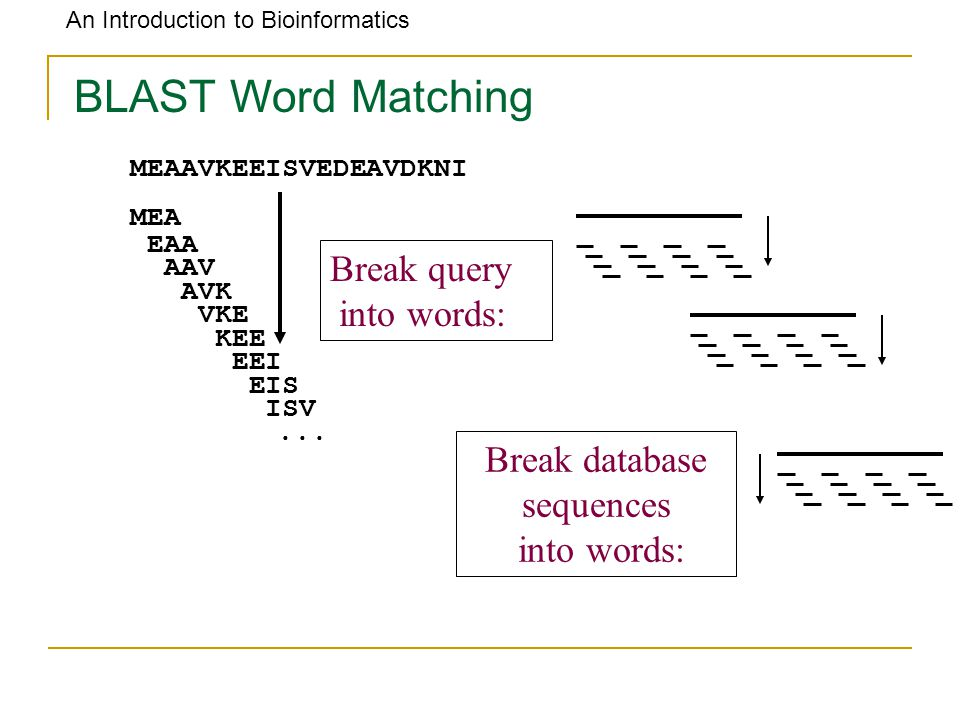 An Introduction to Bioinformatics
BLAST Word Matching
MEAAVKEEISVEDEAVDKNI
MEA
EAA
AAV
AVK
VKE
KEE
EEI
EIS
ISV
...
Break query
into words:
Break database
sequences
into words: